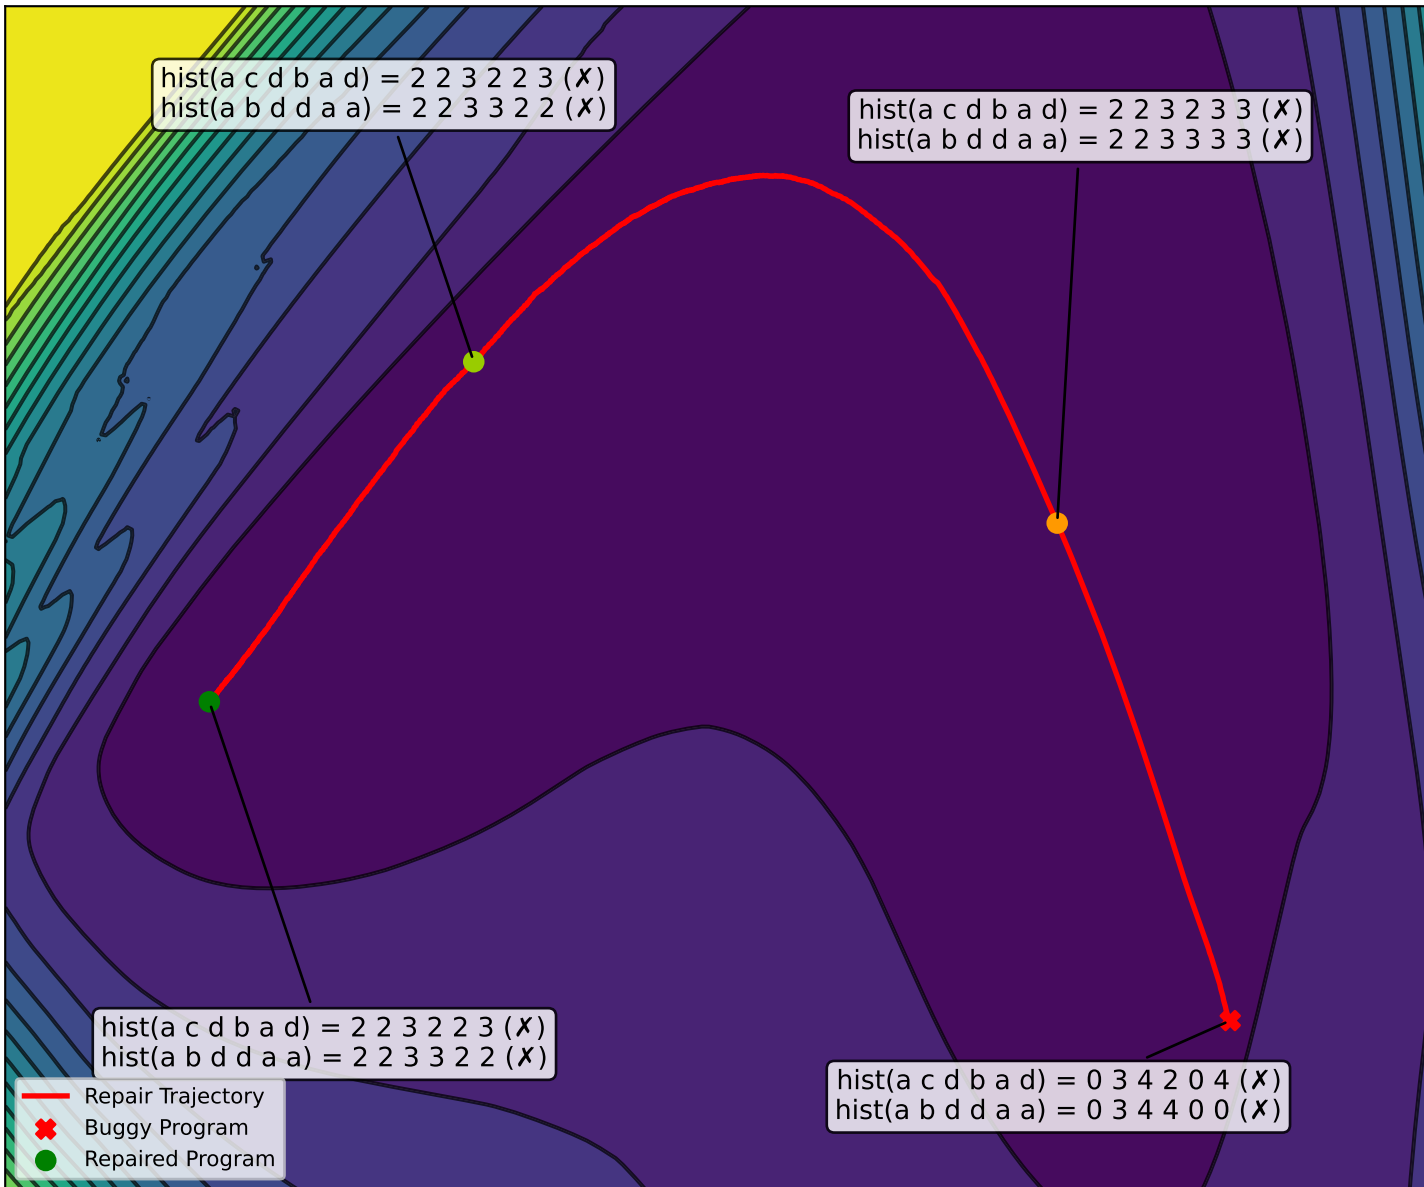 hist(a c d b a d) = 2 2 3 2 2 3 (✗)
hist(a b d d a a) = 2 2 3 3 2 2 (✗)
hist(a c d b a d) = 2 2 3 2 3 3 (✗)
hist(a b d d a a) = 2 2 3 3 3 3 (✗)
hist(a c d b a d) = 2 2 3 2 2 3 (✗)
hist(a b d d a a) = 2 2 3 3 2 2 (✗)
hist(a c d b a d) = 0 3 4 2 0 4 (✗)
hist(a b d d a a) = 0 3 4 4 0 0 (✗)
Repair Trajectory
Buggy Program
Repaired Program